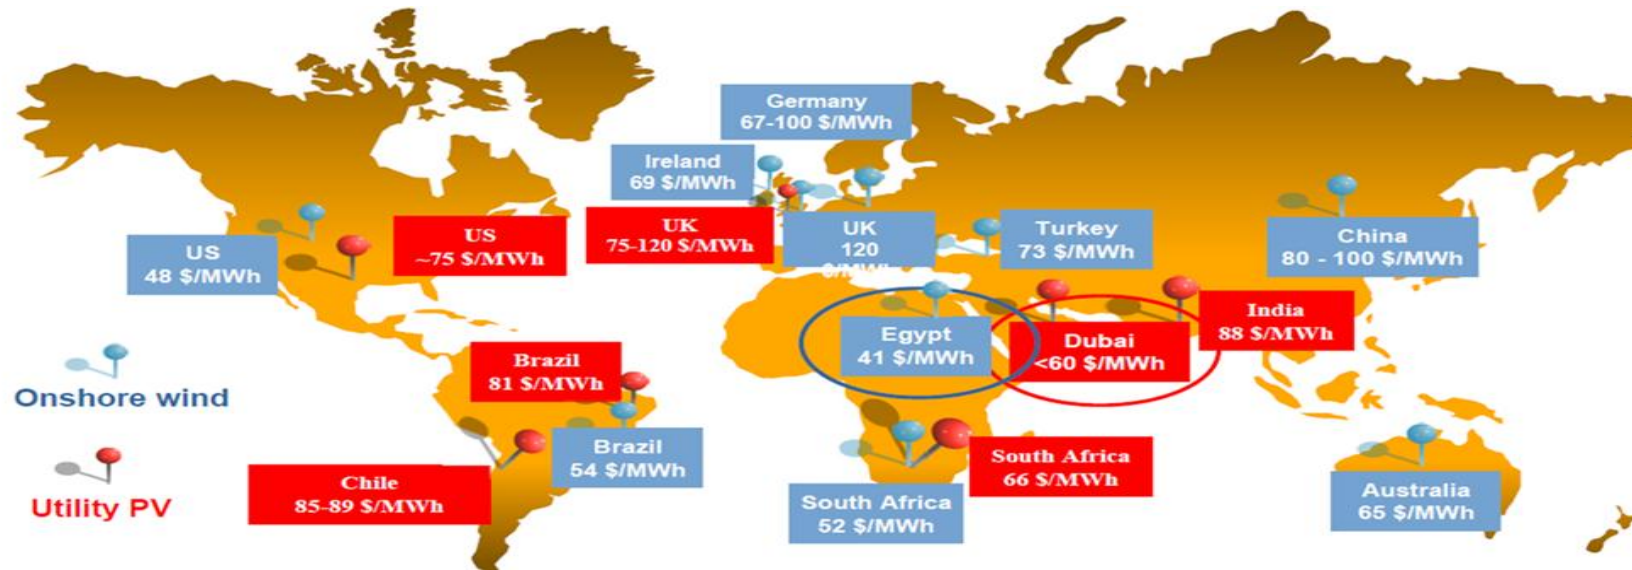 Germany
67-100 $/MWh
Ireland
69 $/MWh
US
48 $/MWh
US
~75 $/MWh
UK
75-120 $/MWh
UK
120
$/MWh
Turkey
73 $/MWh
China
80 - 100 $/MWh
Egypt
41 $/MWh
Dubai
<60 $/MWh
India
88 $/MWh
Onshore wind
Brazil
81 $/MWh
Brazil
54 $/MWh
Utility PV
Chile
85-89 $/MWh
South Africa
66 $/MWh
South Africa
52 $/MWh
Australia
65 $/MWh